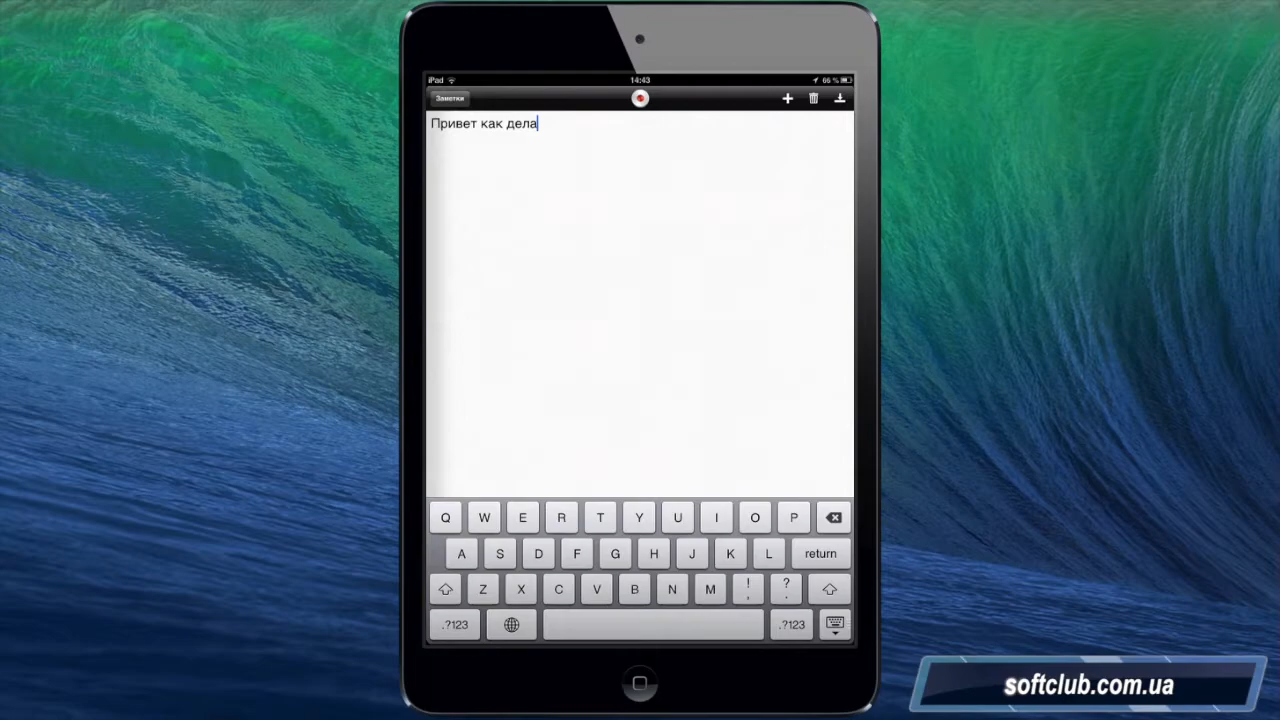 iPad 14:43 66 %
Заметки
Привет как дела
Q W E R T Y U I O P
A S D F G H J K L return
Z X C V B N M ! , ? .
.?123 .?123
softclub.com.ua